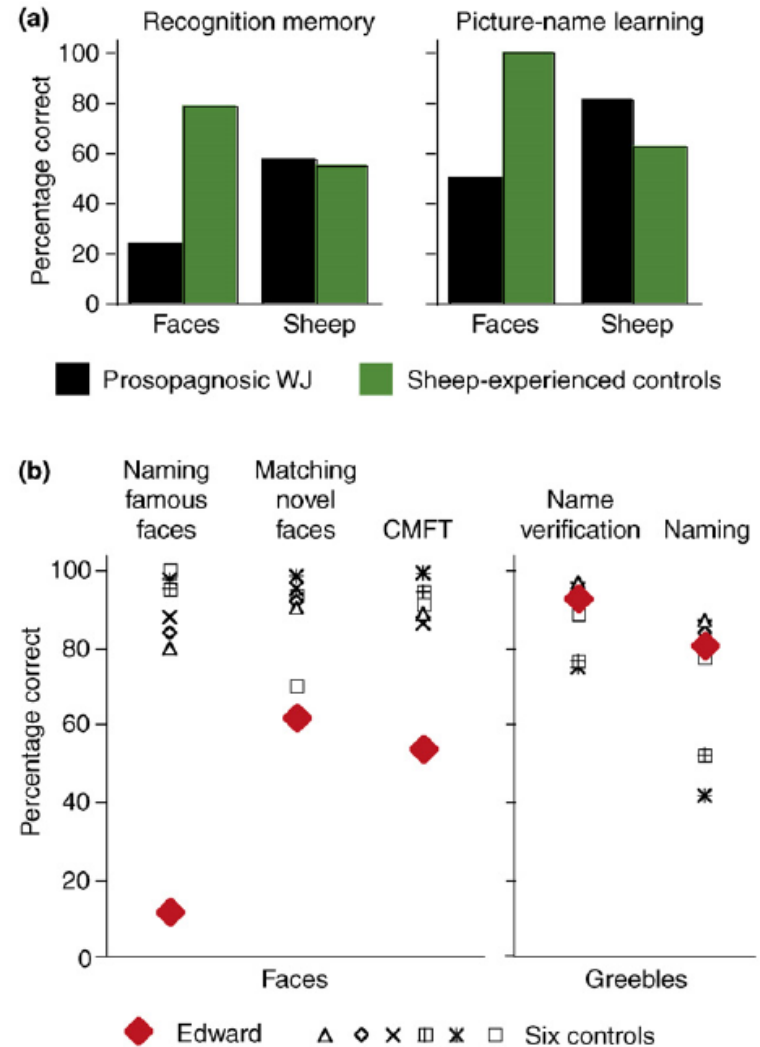 (a) Recognition memory Picture-name learning
Percentage correct
100
80
60
40
20
0
Faces Sheep Faces Sheep
Prosopagnosic WJ Sheep-experienced controls
(b) Naming famous faces Matching novel faces CMFT Name verification Naming
Percentage correct
100
80
60
40
20
0
Faces Greebles
Edward Six controls